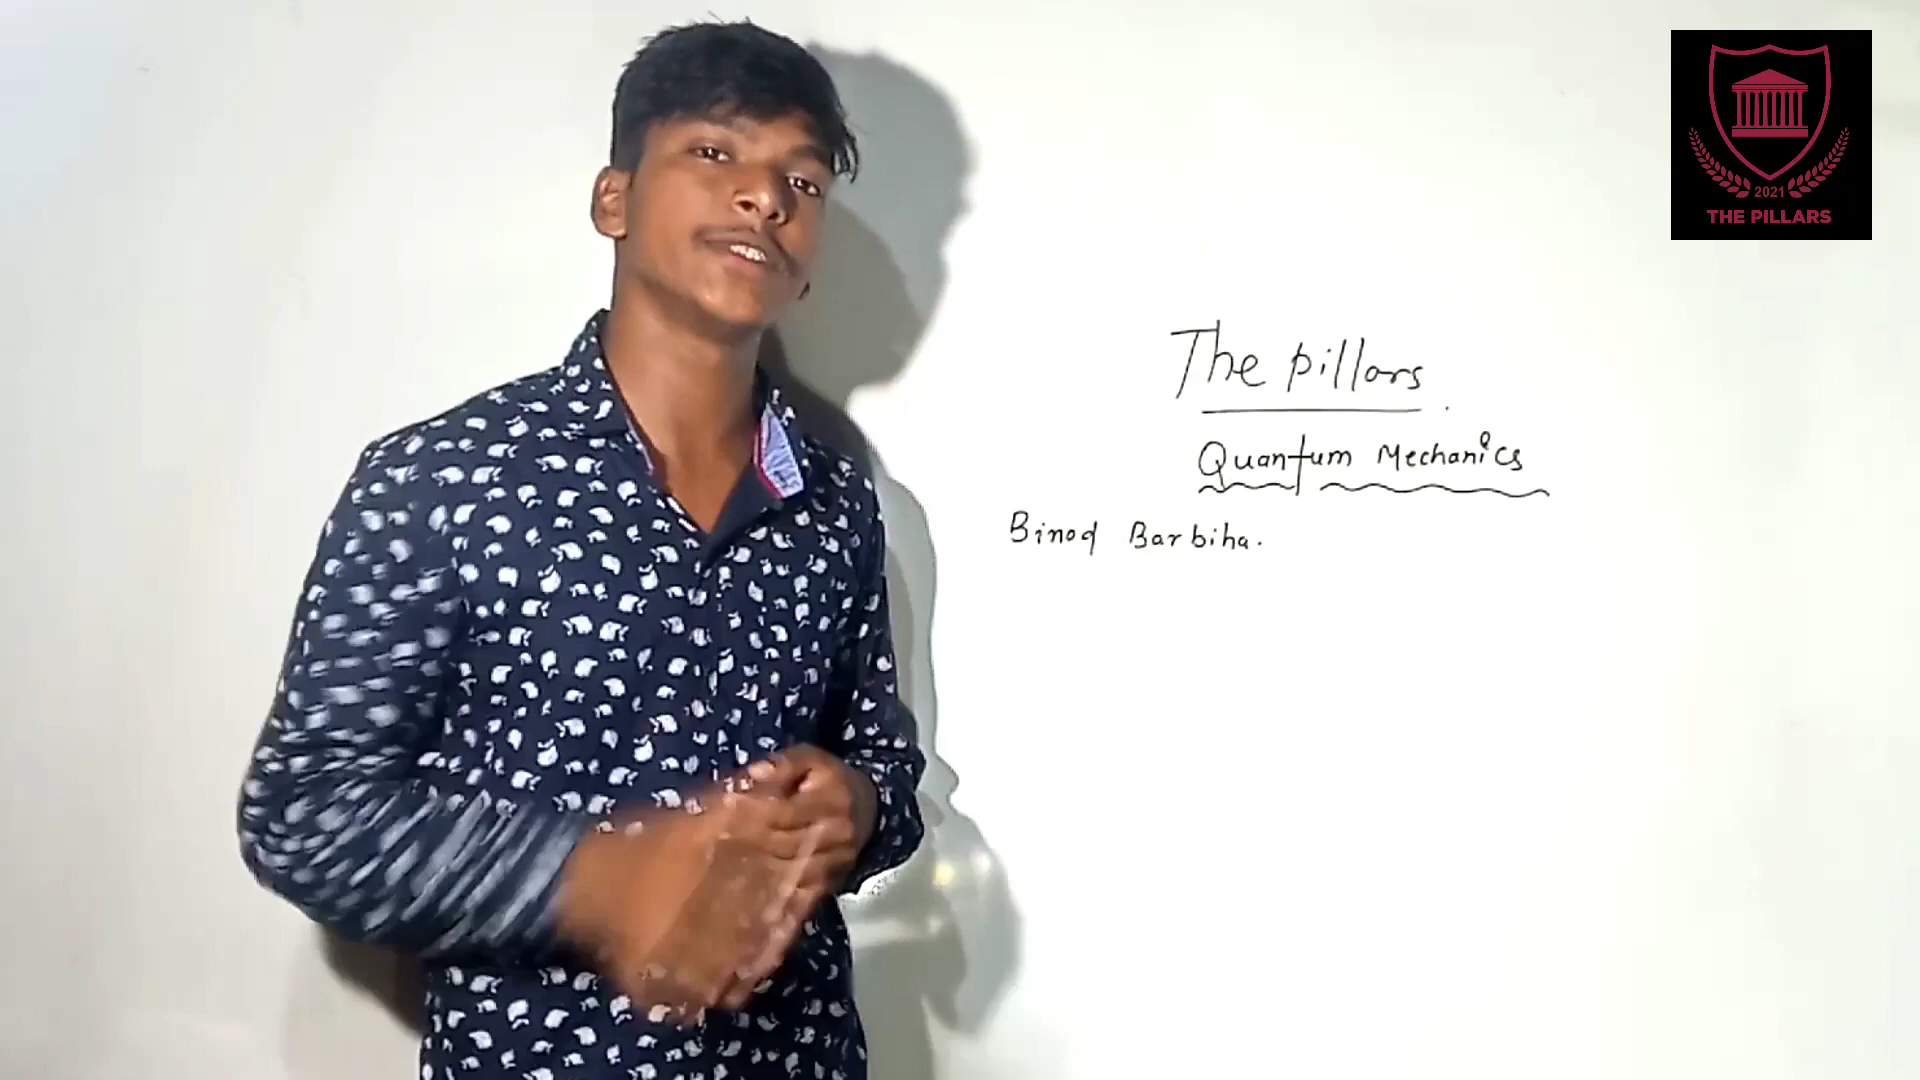 2021
THE PILLARS
The pillars
Quantum Mechanics
Binod Barbiha.